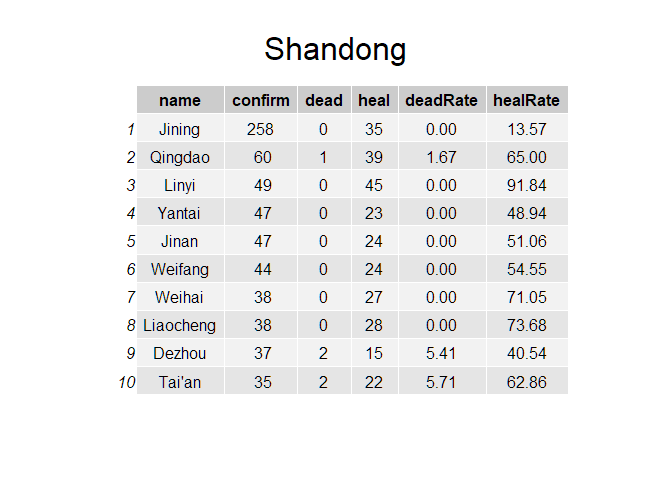 Shandong
name confirm dead heal deadRate healRate
1 Jining 258 0 35 0.00 13.57
2 Qingdao 60 1 39 1.67 65.00
3 Linyi 49 0 45 0.00 91.84
4 Yantai 47 0 23 0.00 48.94
5 Jinan 47 0 24 0.00 51.06
6 Weifang 44 0 24 0.00 54.55
7 Weihai 38 0 27 0.00 71.05
8 Liaocheng 38 0 28 0.00 73.68
9 Dezhou 37 2 15 5.41 40.54
10 Tai'an 35 2 22 5.71 62.86